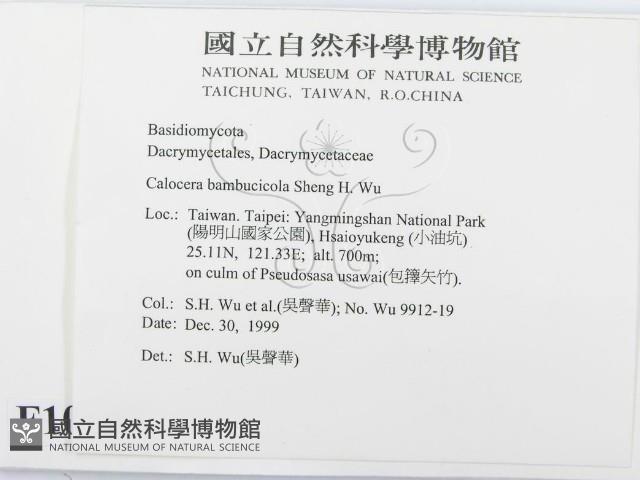 國立自然科學博物館
NATIONAL MUSEUM OF NATURAL SCIENCE
TAICHUNG, TAIWAN, R.O.CHINA
Basidiomycota
Dacrymycetales, Dacrymycetaceae
Calocera bambucicola Sheng H. Wu
Loc.: Taiwan. Taipei: Yangmingshan National Park
(陽明山國家公園), Hsaioyukeng (小油坑)
25.11N, 121.33E; alt. 700m;
on culm of Pseudosasa usawai(包籜矢竹).
Col.: S.H. Wu et al.(吳聲華); No. Wu 9912-19
Date: Dec. 30, 1999
Det.: S.H. Wu(吳聲華)
國立自然科學博物館
NATIONAL MUSEUM OF NATURAL SCIENCE